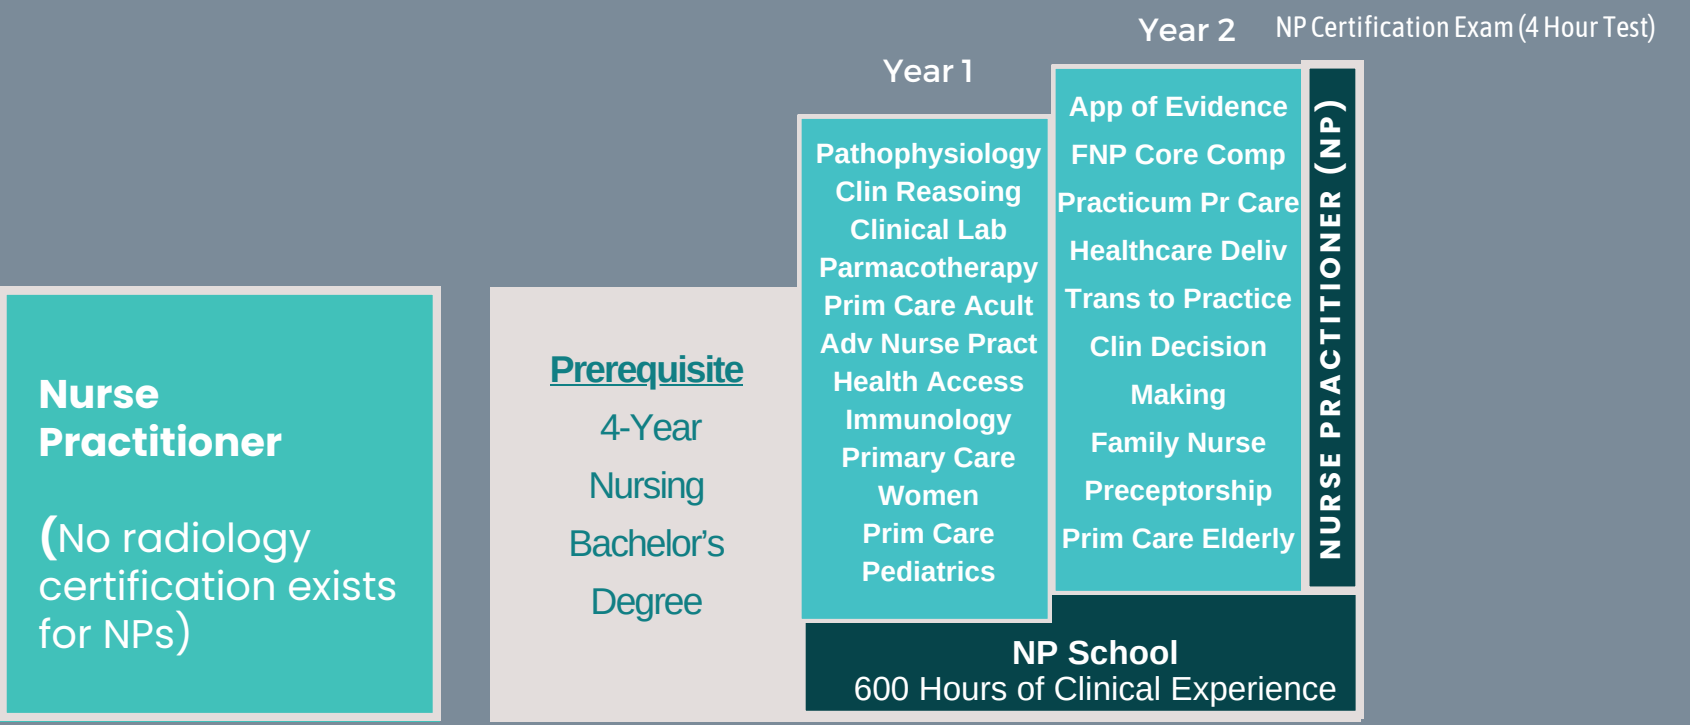 Year 2 NP Certification Exam (4 Hour Test)
Year 1
Nurse
Practitioner
(No radiology
certification exists
for NPs)
Prerequisite
4-Year
Nursing
Bachelor’s
Degree
Pathophysiology
Clin Reasoing
Clinical Lab
Parmacotherapy
Prim Care Acult
Adv Nurse Pract
Health Access
Immunology
Primary Care
Women
Prim Care
Pediatrics
App of Evidence
FNP Core Comp
Practicum Pr Care
Healthcare Deliv
Trans to Practice
Clin Decision
Making
Family Nurse
Preceptorship
Prim Care Elderly
NURSE PRACTITIONER (NP)
NP School
600 Hours of Clinical Experience